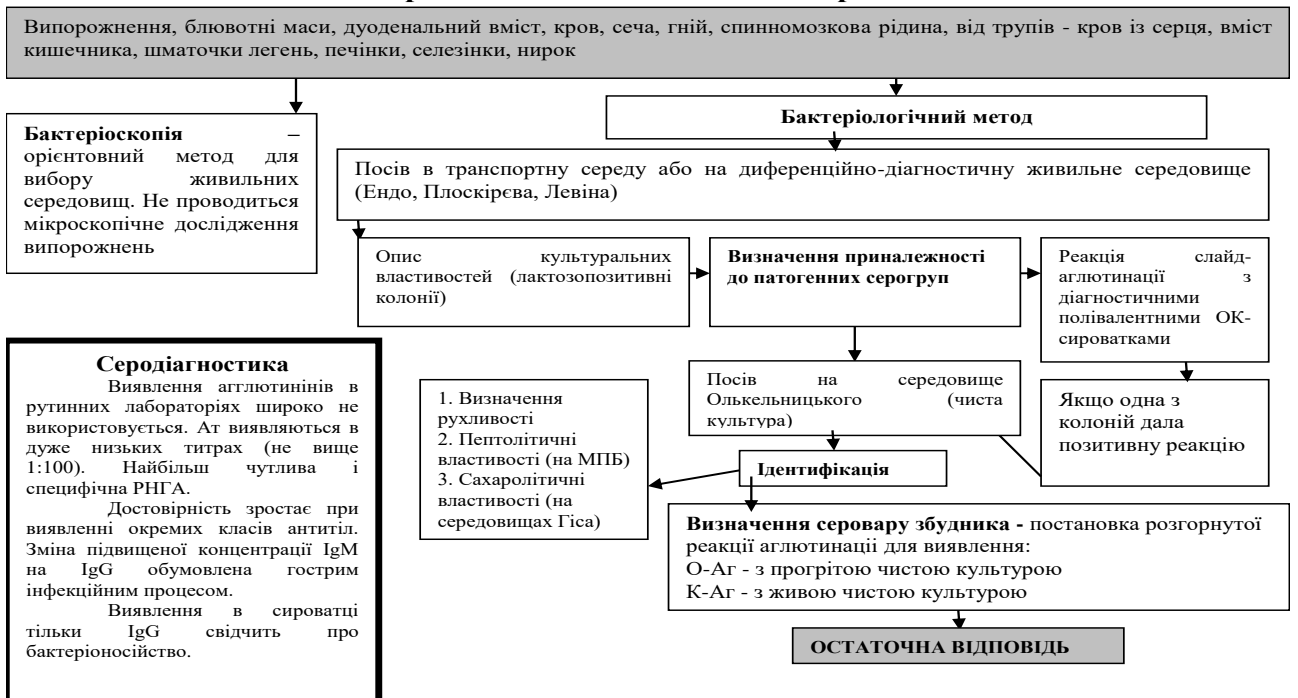 Випорожнення, блювотні маси, дуоденальний вміст, кров, сеча, гній, спинномозкова рідина, від трупів - кров із серця, вміст
кишечника, шматочки легень, печінки, селезінки, нирок
Бактеріоскопія –
орієнтовний метод для
вибору живильних
середовищ. Не проводиться
мікроскопічне дослідження
випорожнень
Бактеріологічний метод
Посів в транспортну середу або на диференційно-діагностичну живильне середовище
(Ендо, Плоскірєва, Левіна)
Опис культуральних
властивостей (лактозопозитивні
колонії)
Визначення приналежності
до патогенних серогруп
Реакція слайд-
аглютинації з
діагностичними
полівалентними ОК-
сироватками
Серодіагностика
Виявлення агглютинінів в
рутинних лабораторіях широко не
використовується. Ат виявляються в
дуже низьких титрах (не вище
1:100). Найбільш чутлива і
специфічна РНГА.
Достовірність зростає при
виявленні окремих класів антитіл.
Зміна підвищеної концентрації IgM
на IgG обумовлена гострим
інфекційним процесом.
Виявлення в сироватці
тільки IgG свідчить про
бактеріоносійство.
1. Визначення
рухливості
2. Пептолітичні
властивості (на МПБ)
3. Сахаролітичні
властивості (на
середовищах Гіса)
Посів на середовище
Олькельницького (чиста
культура)
Якщо одна з
колоній дала
позитивну реакцію
Ідентифікація
Визначення серовару збудника - постановка розгорнутої
реакції аглютинації для виявлення:
О-Аг - з прогрітою чистою культурою
К-Аг - з живою чистою культурою
ОСТАТОЧНА ВІДПОВІДЬ